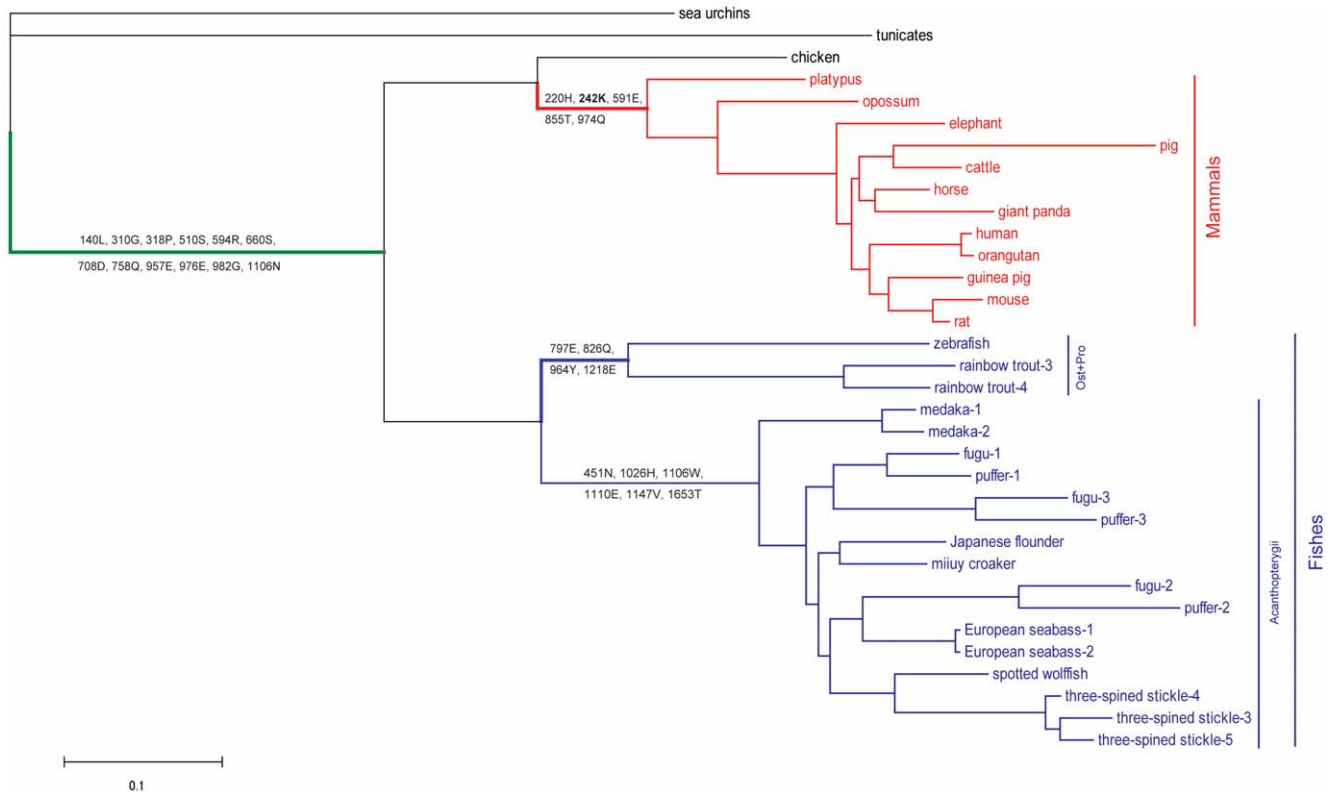 sea urchins
tunicates
chicken
platypus
220H, 242K, 591E,
855T, 974Q
opossum
elephant
pig
cattle
horse
giant panda
human
orangutan
guinea pig
mouse
rat
Mammals
140L, 310G, 318P, 510S, 594R, 660S,
708D, 758Q, 957E, 976E, 982G, 1106N
797E, 826Q,
964Y, 1218E
zebrafish
rainbow trout-3
rainbow trout-4
Ost+Pro
medaka-1
medaka-2
451N, 1026H, 1106W,
1110E, 1147V, 1653T
fugu-1
puffer-1
fugu-3
puffer-3
Japanese flounder
miiuy croaker
fugu-2
puffer-2
European seabass-1
European seabass-2
spotted wolffish
three-spined stickle-4
three-spined stickle-3
three-spined stickle-5
Acanthopterygii
Fishes
0.1